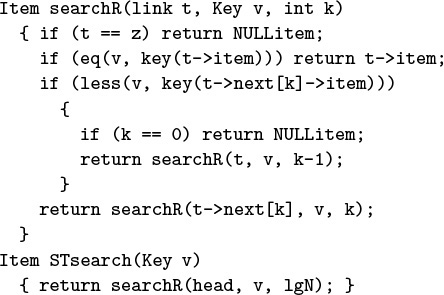 Item searchR(link t, Key v, int k)
{ if (t == z) return NULLitem;
if (eq(v, key(t->item))) return t->item;
if (less(v, key(t->next[k]->item)))
{
if (k == 0) return NULLitem;
return searchR(t, v, k-1);
}
return searchR(t->next[k], v, k);
}
Item STsearch(Key v)
{ return searchR(head, v, lgN); }